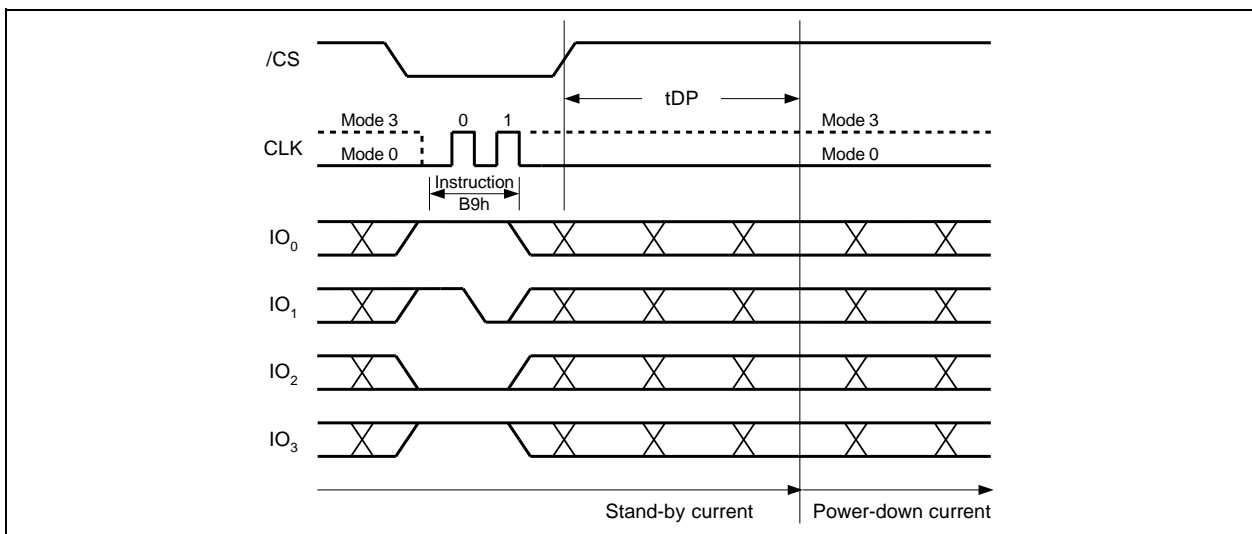 /CS
tDP
Mode 3 0 1 Mode 3
CLK
Mode 0 Mode 0
Instruction
B9h
IO0
IO1
IO2
IO3
Stand-by current Power-down current